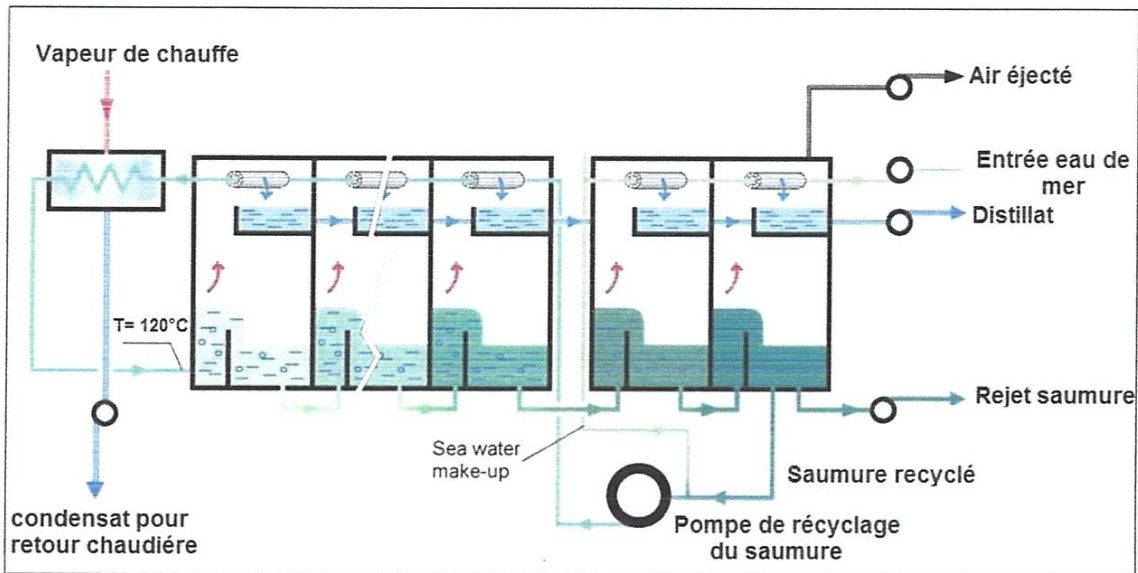 Vapeur de chauffe
Air éjecté
Entrée eau de
mer
Distillat
T= 120°C
Rejet saumure
Sea water
make-up
Saumure recyclé
Pompe de récyclage
du saumure
condensat pour
retour chaudiére